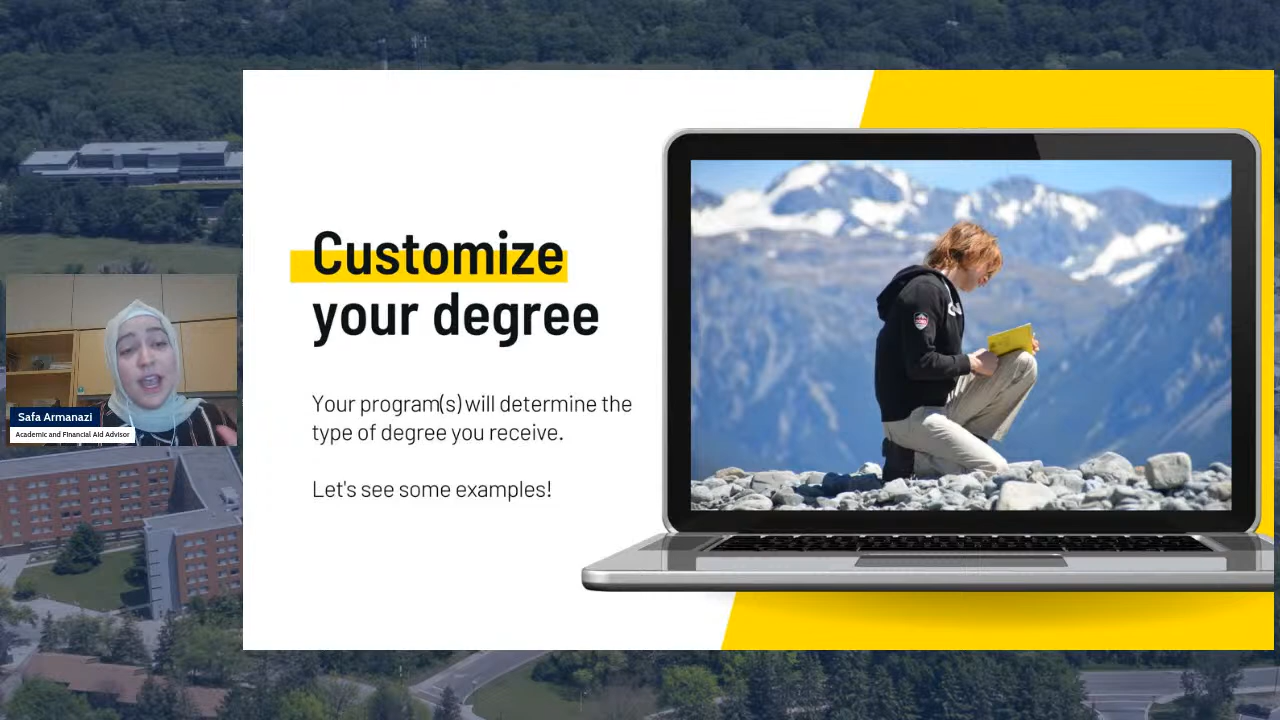 Customize
your degree
Your program(s) will determine the
type of degree you receive.
Let's see some examples!
Safa Armanazi
Academic and Financial Aid Advisor